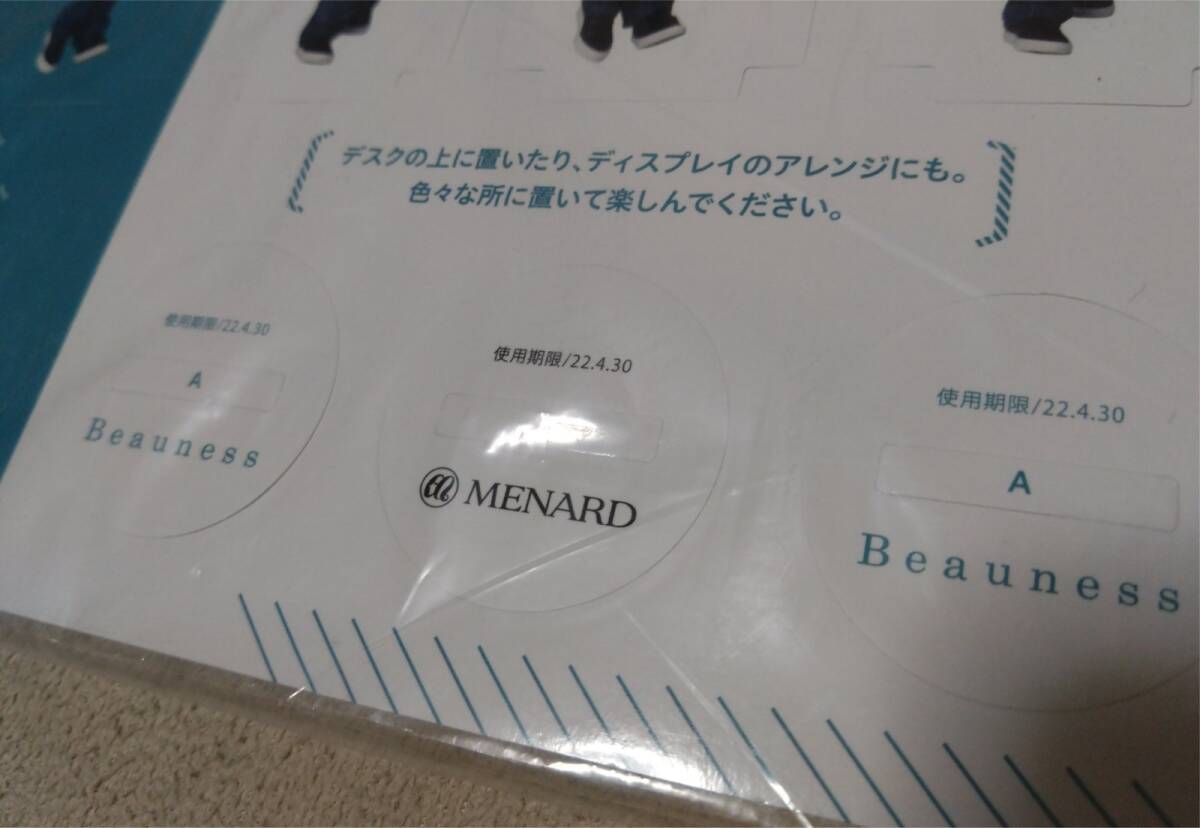 デスクの上に置いたり、ディスプレイのアレンジにも。
色々な所に置いて楽しんでください。
使用期限/22.4.30
A
Beauness
使用期限/22.4.30
MENARD
使用期限/22.4.30
A
Beauness